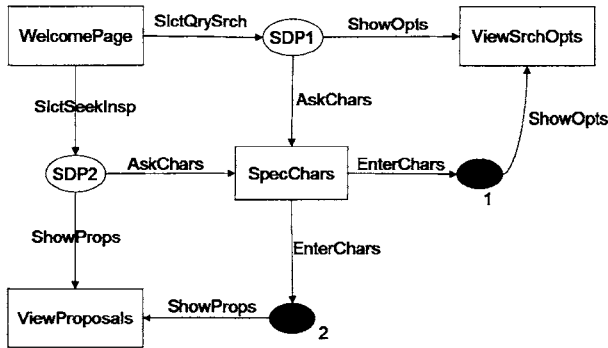 WelcomePage
SlctQrySrch
SDP1
ShowOpts
ViewSrchOpts
SlctSeekInsp
AskChars
ShowOpts
SDP2
AskChars
SpecChars
EnterChars
1
ShowProps
EnterChars
ViewProposals
ShowProps
2